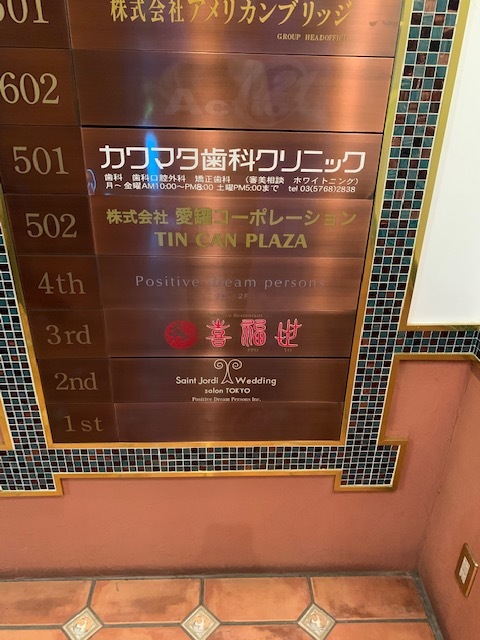 601 株式会社アメリカンブリッジ
GROUP HEADOFFICE
602
501 カワマタ歯科クリニック
歯科 歯科口腔外科 矯正歯科 (審美相談 ホワイトニング)
月~金曜AM10:00~PM8:00 土曜PM5:00まで tel 03(5768)2838
502 株式会社 愛織コーポレーション
TIN CAN PLAZA
4th Positive dream persons
3rd 喜福世
2nd Saint Jordi Wedding
salon TOKYO
Positive Dream Persons Inc.
1st